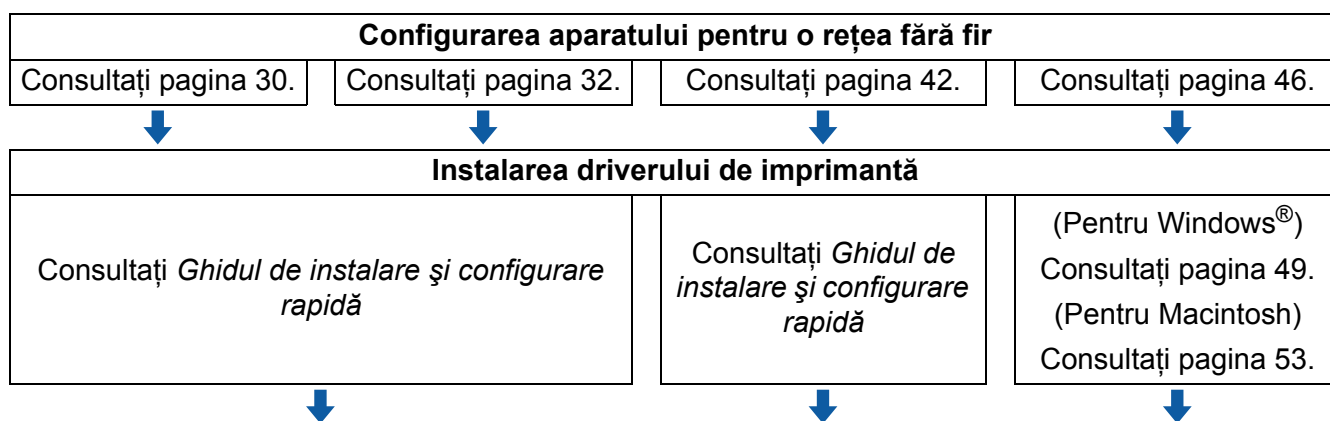 Configurarea aparatului pentru o rețea fără fir
Consultați pagina 30.
Consultați pagina 32.
Consultați pagina 42.
Consultați pagina 46.
Instalarea driverului de imprimantă
Consultați Ghidul de instalare şi configurare
rapidă
Consultați Ghidul de
instalare şi configurare
rapidă
(Pentru Windows®)
Consultați pagina 49.
(Pentru Macintosh)
Consultați pagina 53.